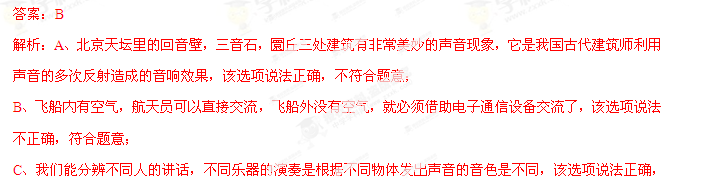 答案：B
解析：A、北京天坛里的回音壁，三音石，圜丘三处建筑有非常美妙的声音现象，它是我国古代建筑师利用
声音的多次反射造成的音响效果，该选项说法正确，不符合题意；
B、飞船内有空气，航天员可以直接交流，飞船外没有空气，就必须借助电子通信设备交流了，该选项说法
不正确，符合题意；
C、我们能分辨不同人的讲话，不同乐器的演奏是根据不同物体发出声音的音色是不同，该选项说法正确，